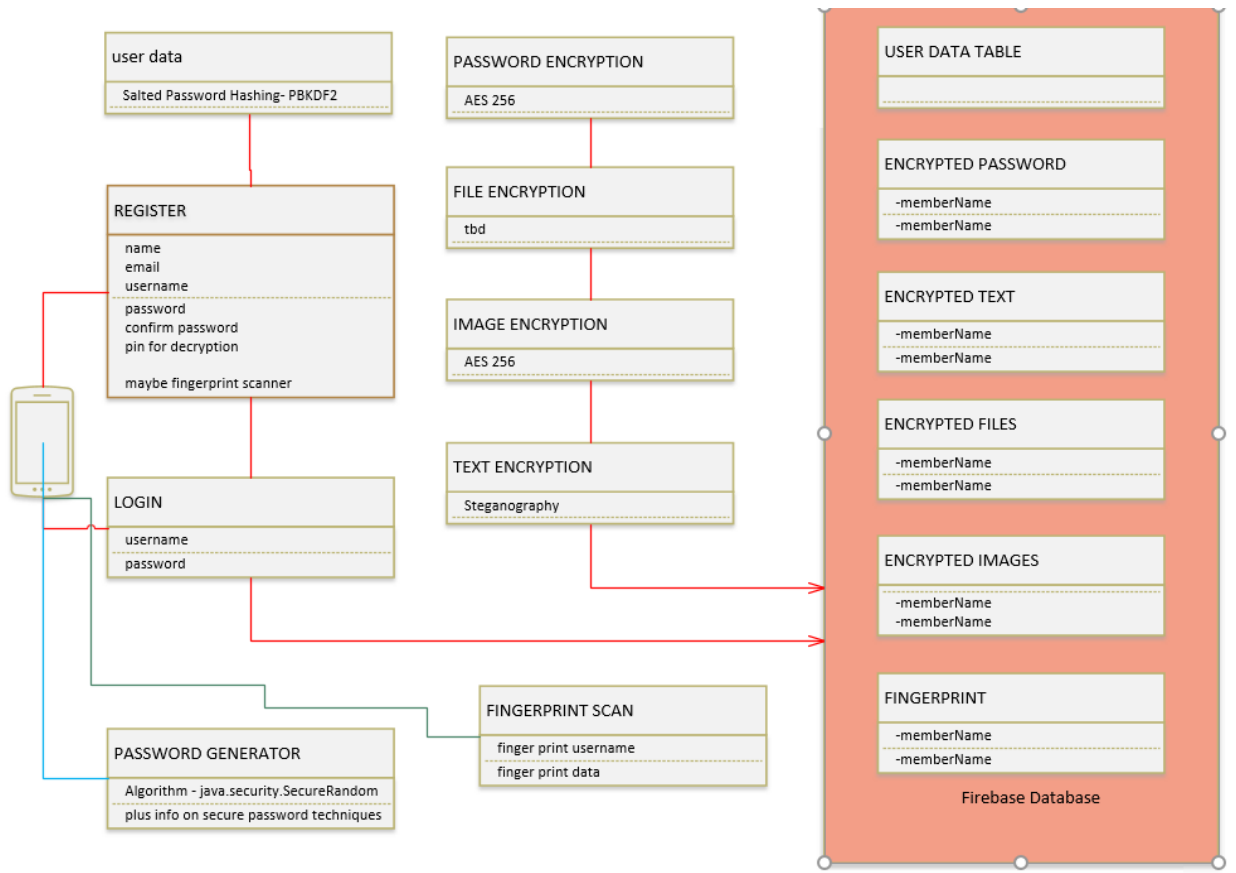 user data
Salted Password Hashing- PBKDF2
REGISTER
name
email
username
password
confirm password
pin for decryption
maybe fingerprint scanner
LOGIN
username
password
PASSWORD GENERATOR
Algorithm - java.security.SecureRandom
plus info on secure password techniques
PASSWORD ENCRYPTION
AES 256
FILE ENCRYPTION
tbd
IMAGE ENCRYPTION
AES 256
TEXT ENCRYPTION
Steganography
FINGERPRINT SCAN
finger print username
finger print data
USER DATA TABLE
ENCRYPTED PASSWORD
-memberName
-memberName
ENCRYPTED TEXT
-memberName
-memberName
ENCRYPTED FILES
-memberName
-memberName
ENCRYPTED IMAGES
-memberName
-memberName
FINGERPRINT
-memberName
-memberName
Firebase Database